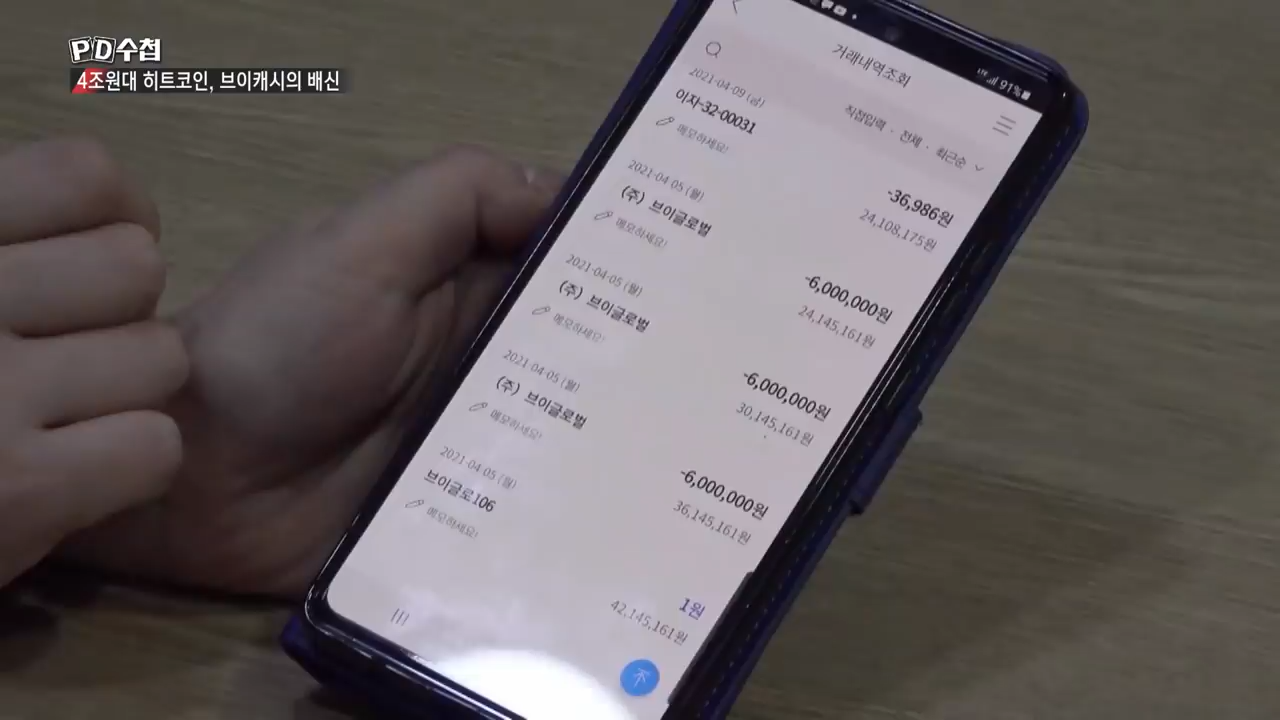 PD수첩
4조원대 히트코인, 브이캐시의 배신
91%
거래내역조회
직접입력 · 전체 · 최근순
2021-04-09 (금)
이자-32-00031
메모하세요!
-36,986원
24,108,175원
2021-04-05 (월)
(주) 브이글로벌
메모하세요!
-6,000,000원
24,145,161원
2021-04-05 (월)
(주) 브이글로벌
메모하세요!
-6,000,000원
30,145,161원
2021-04-05 (월)
(주) 브이글로벌
메모하세요!
-6,000,000원
36,145,161원
2021-04-05 (월)
브이글로106
메모하세요!
1원
42,145,161원